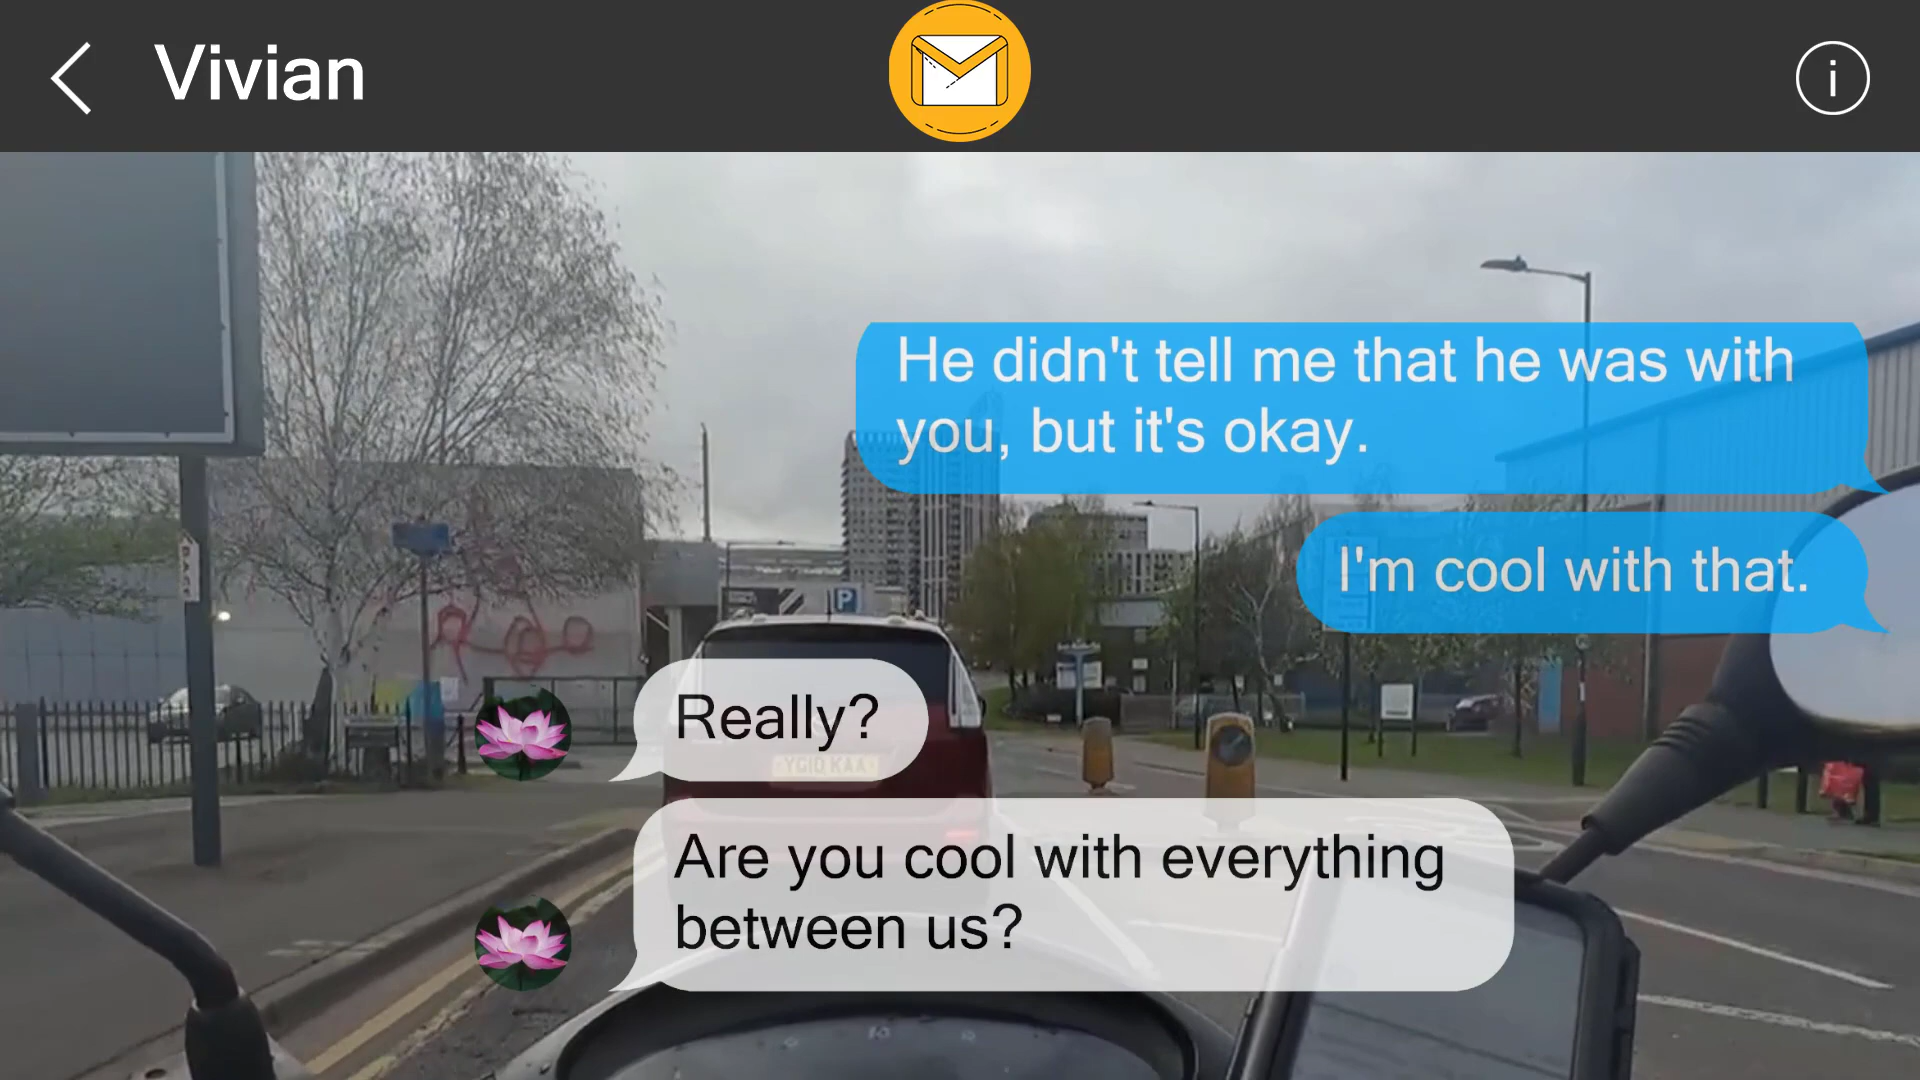 Vivian
i
He didn't tell me that he was with
you, but it's okay.
I'm cool with that.
P
Really?
Are you cool with everything
between us?